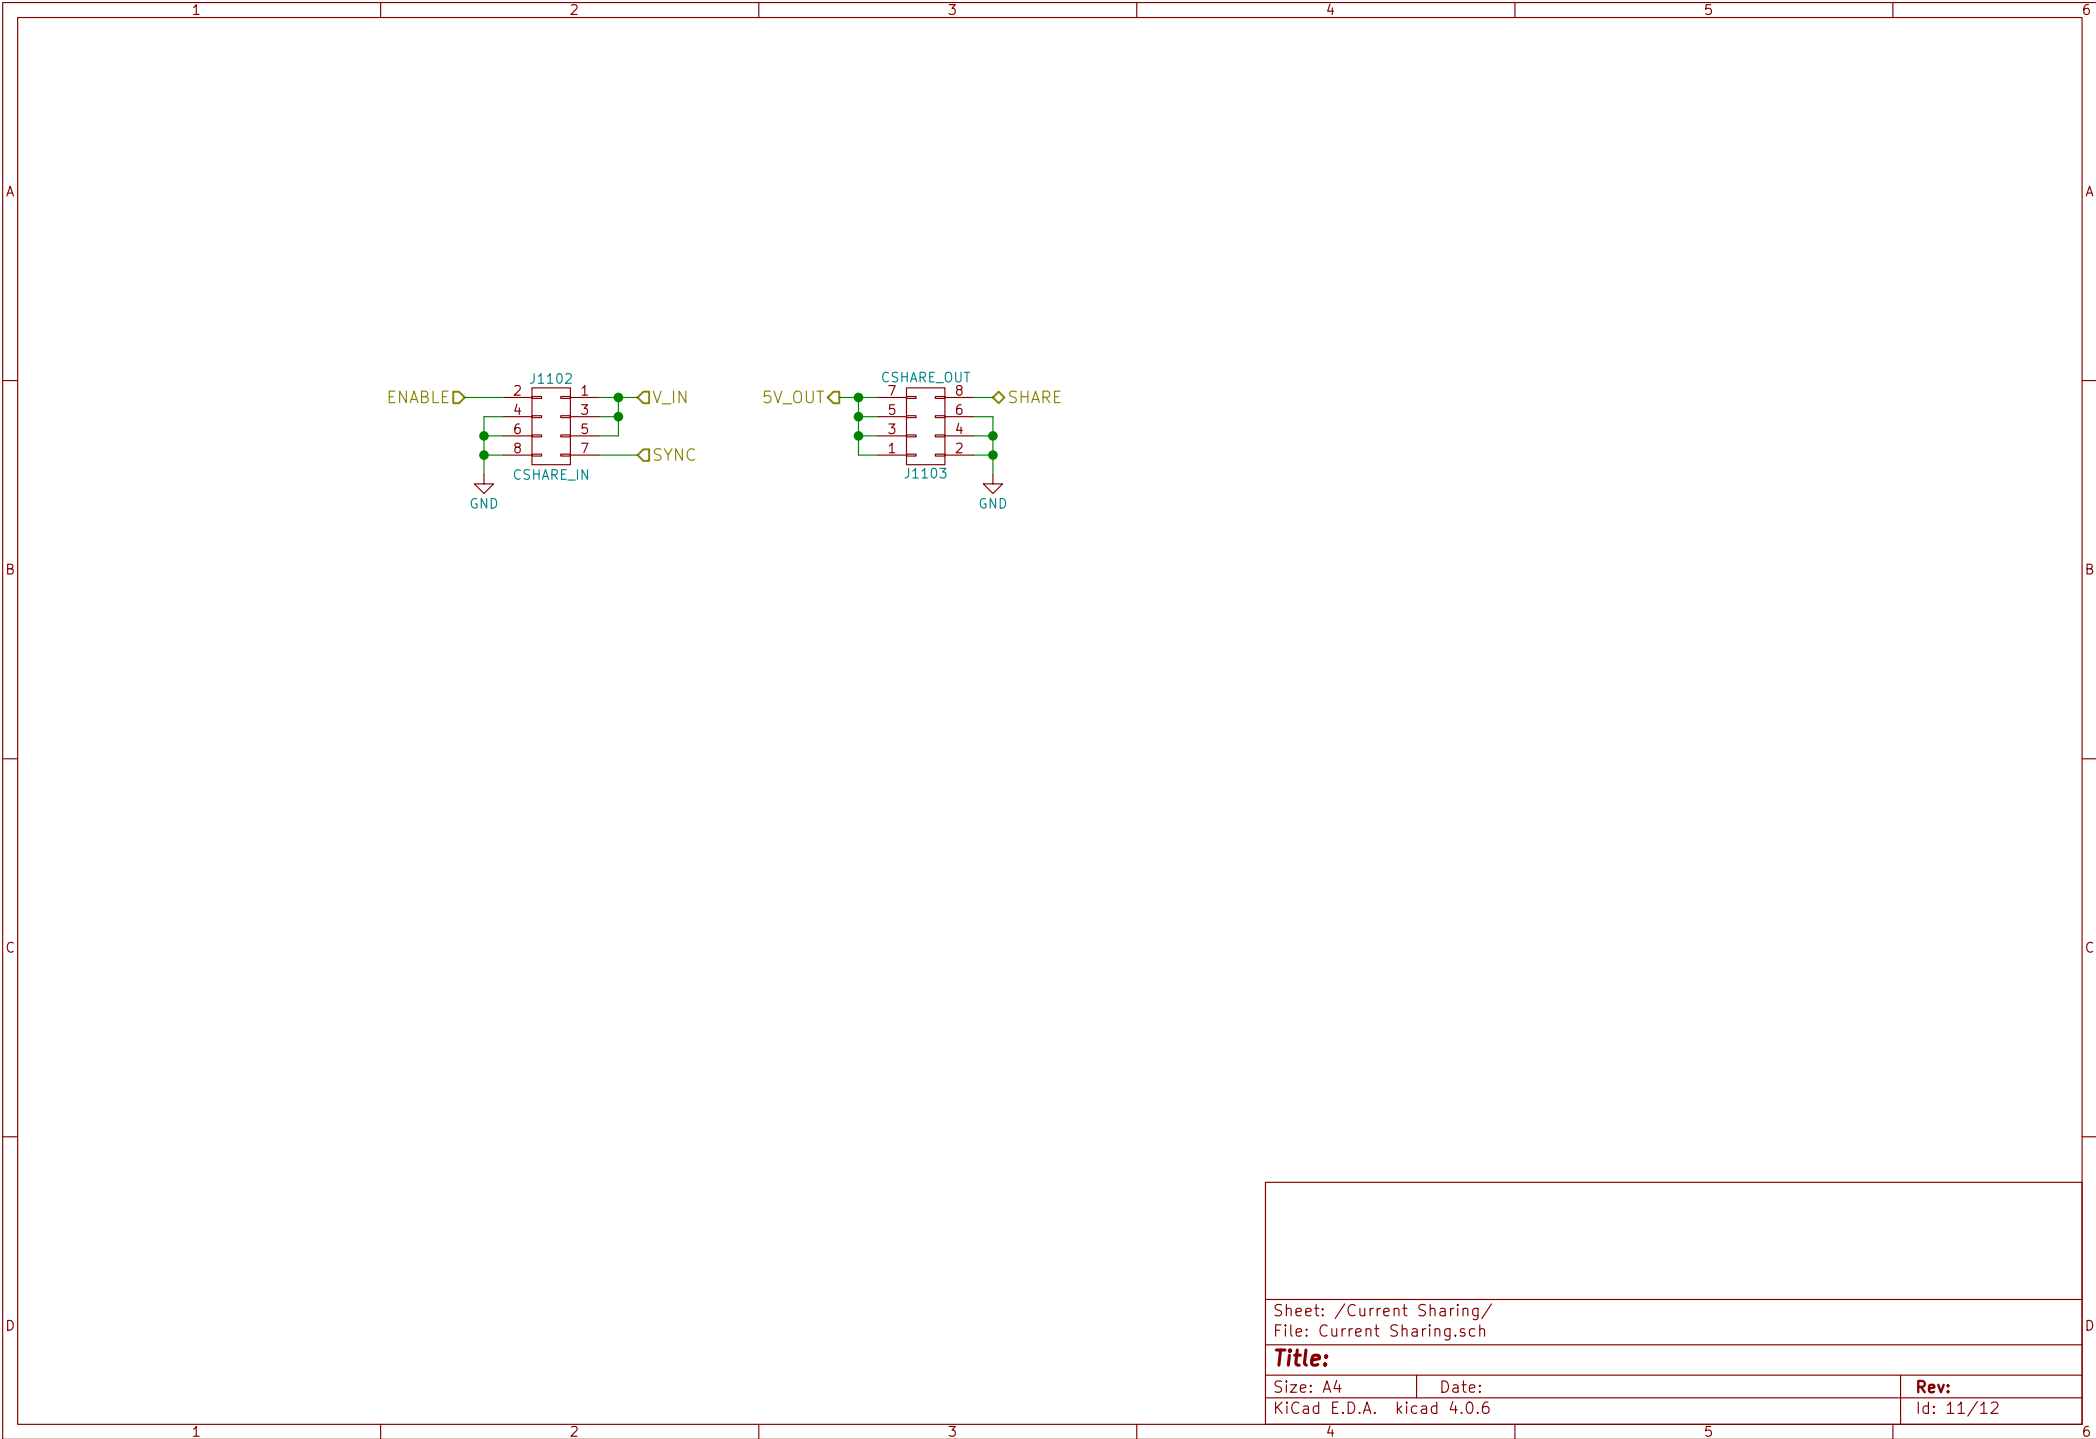 1 2 3 4 5 6
A A
J1102 CSHARE_OUT
ENABLE 2 1 V_IN 5V_OUT 7 8 SHARE
4 3 5 6
6 5 3 4
8 7 SYNC 1 2
CSHARE_IN J1103
GND GND
B B
C C
Sheet: /Current Sharing/
File: Current Sharing.sch
D D
Title:
Size: A4 Date: Rev:
KiCad E.D.A. kicad 4.0.6 Id: 11/12
1 2 3 4 5 6